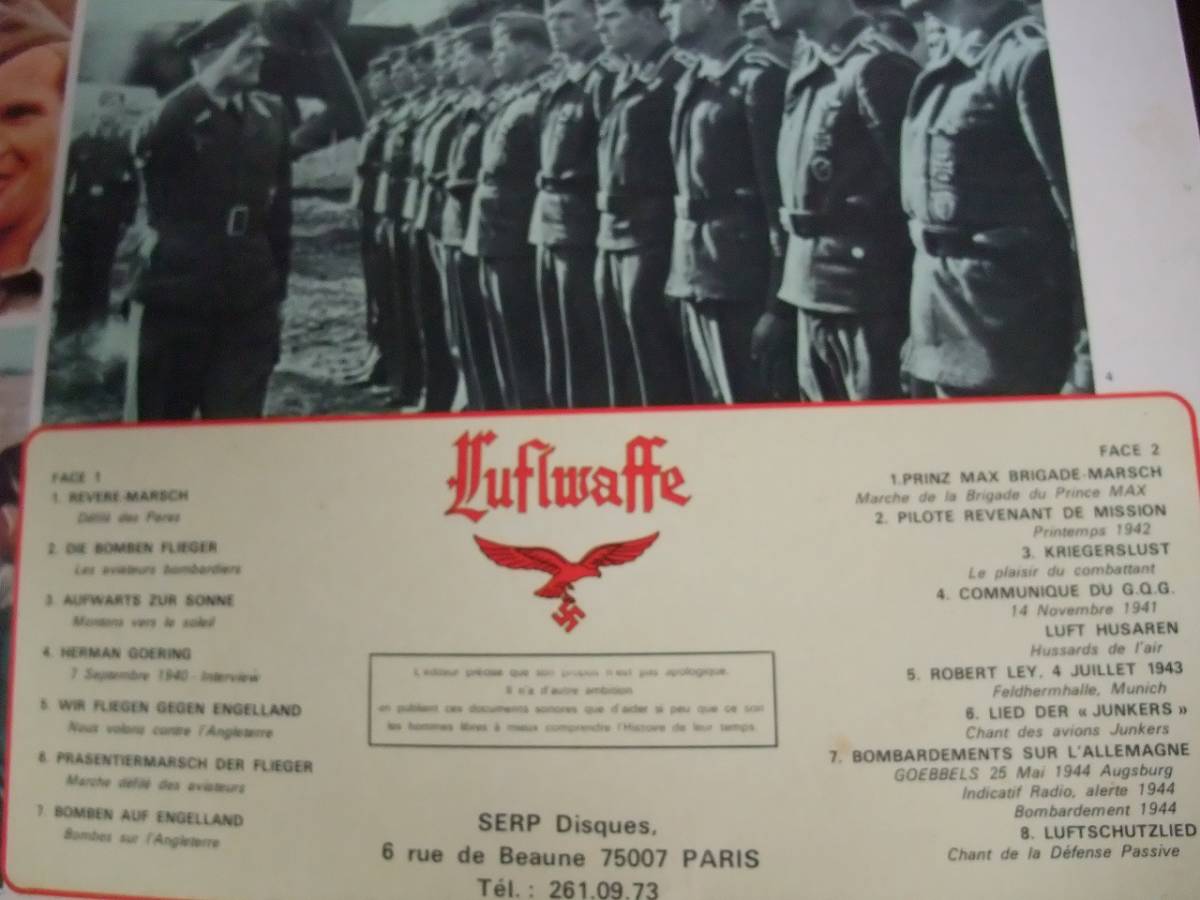 4
Luftwaffe
FACE 1
1. REVERE-MARSCH
Défilé des Paras
2. DIE BOMBEN FLIEGER
Les aviateurs bombardiers
3. AUFWARTS ZUR SONNE
Montons vers le soleil
4. HERMAN GOERING
7 Septembre 1940 - Interview
5. WIR FLIEGEN GEGEN ENGELLAND
Nous volons contre l'Angleterre
6. PRASENTIERMARSCH DER FLIEGER
Marche défilé des aviateurs
7. BOMBEN AUF ENGELLAND
Bombes sur l'Angleterre
FACE 2
1.PRINZ MAX BRIGADE-MARSCH
Marche de la Brigade du Prince MAX
2. PILOTE REVENANT DE MISSION
Printemps 1942
3. KRIEGERSLUST
Le plaisir du combattant
4. COMMUNIQUE DU G.Q.G.
14 Novembre 1941
LUFT HUSAREN
Hussards de l'air
5. ROBERT LEY, 4 JUILLET 1943
Feldhermhalle, Munich
6. LIED DER « JUNKERS »
Chant des avions Junkers
7. BOMBARDEMENTS SUR L'ALLEMAGNE
GOEBBELS 25 Mai 1944 Augsburg
Indicatif Radio, alerte 1944
Bombardement 1944
8. LUFTSCHUTZLIED
Chant de la Défense Passive
L'éditeur précise que son propos n'est pas apologique.
Il n'a d'autre ambition
en publiant ces documents sonores que d'aider si peu que ce soit
les hommes libres à mieux comprendre l'Histoire de leur temps.
SERP Disques,
6 rue de Beaune 75007 PARIS
Tél. : 261.09.73